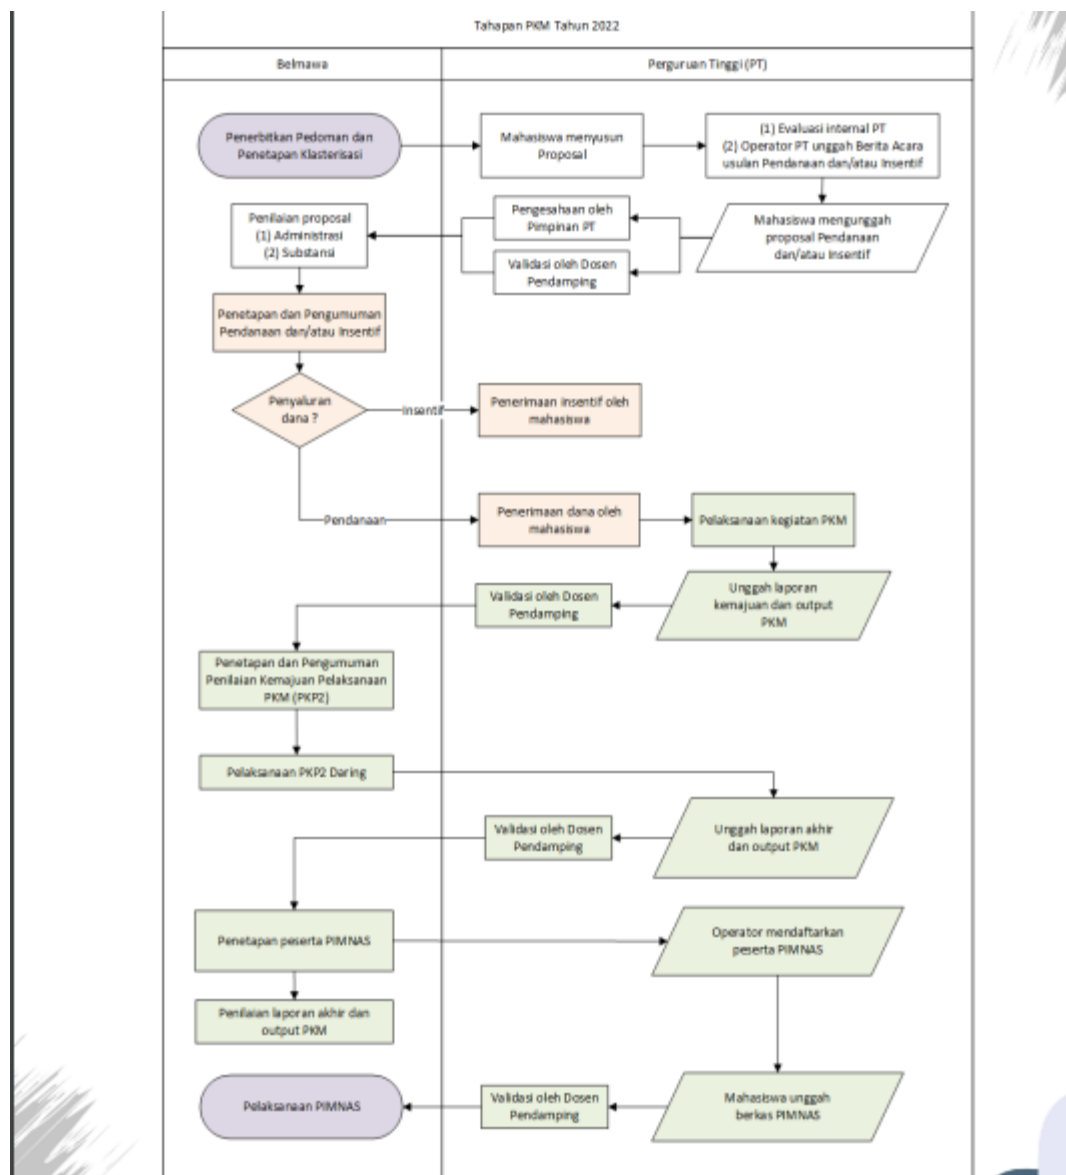 Tahapan PKM Tahun 2022
Belmawa
Perguruan Tinggi (PT)
Penerbitkan Pedoman dan
Penetapan Klasterisasi
Mahasiswa menyusun
Proposal
(1) Evaluasi internal PT
(2) Operator PT unggah Berita Acara
usulan Pendanaan dan/atau Insentif
Penilaian proposal
(1) Administrasi
(2) Substansi
Pengesahaan oleh
Pimpinan PT
Validasi oleh Dosen
Pendamping
Mahasiswa mengunggah
proposal Pendanaan
dan/atau Insentif
Penetapan dan Pengumuman
Pendanaan dan/atau Insentif
Penyaluran
dana ?
Insentif
Penerimaan insentif oleh
mahasiswa
Pendanaan
Penerimaan dana oleh
mahasiswa
Pelaksanaan kegiatan PKM
Unggah laporan
kemajuan dan output
PKM
Validasi oleh Dosen
Pendamping
Penetapan dan Pengumuman
Penilaian Kemajuan Pelaksanaan
PKM (PKP2)
Pelaksanaan PKP2 Daring
Unggah laporan akhir
dan output PKM
Validasi oleh Dosen
Pendamping
Penetapan peserta PIMNAS
Operator mendaftarkan
peserta PIMNAS
Penilaian laporan akhir dan
output PKM
Pelaksanaan PIMNAS
Validasi oleh Dosen
Pendamping
Mahasiswa unggah
berkas PIMNAS